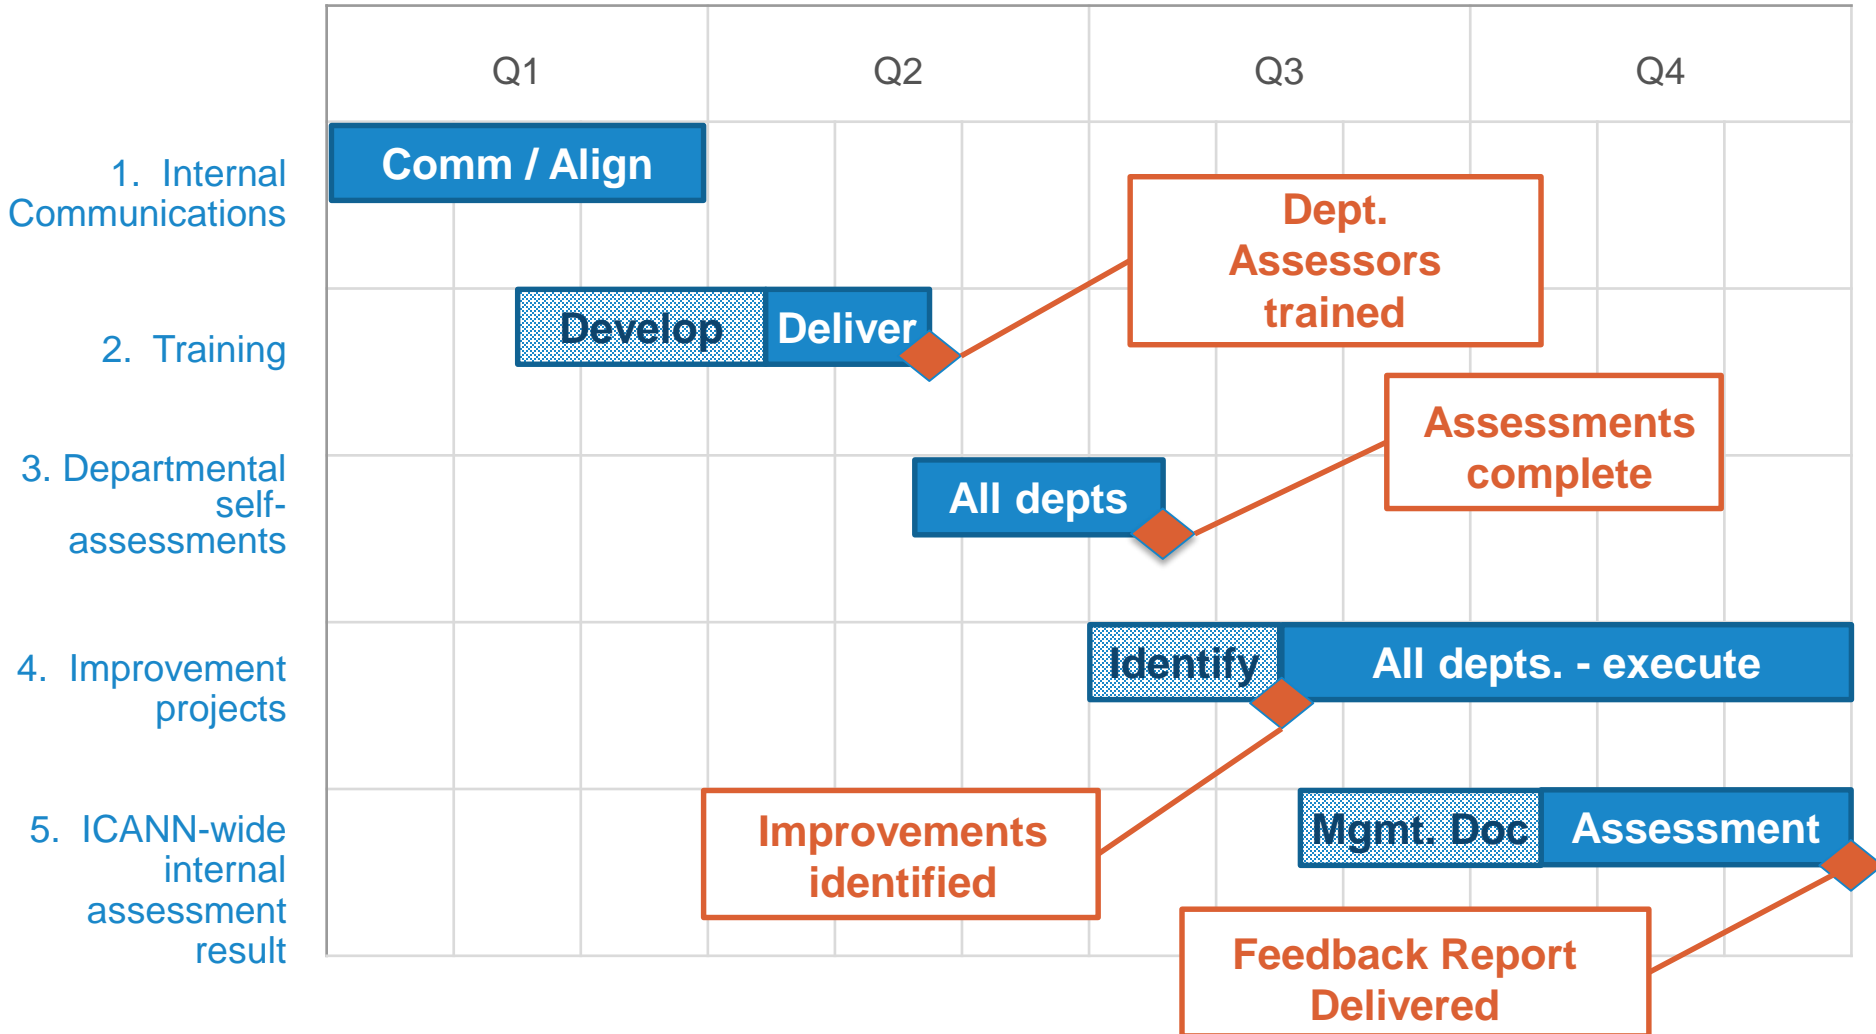 Q1 Q2 Q3 Q4
1. Internal
Communications
Comm / Align
Dept.
Assessors
trained
2. Training
Develop
Deliver
Assessments
complete
3. Departmental
self-
assessments
All depts
4. Improvement
projects
Identify
All depts. - execute
Improvements
identified
5. ICANN-wide
internal
assessment
result
Mgmt. Doc
Assessment
Feedback Report
Delivered